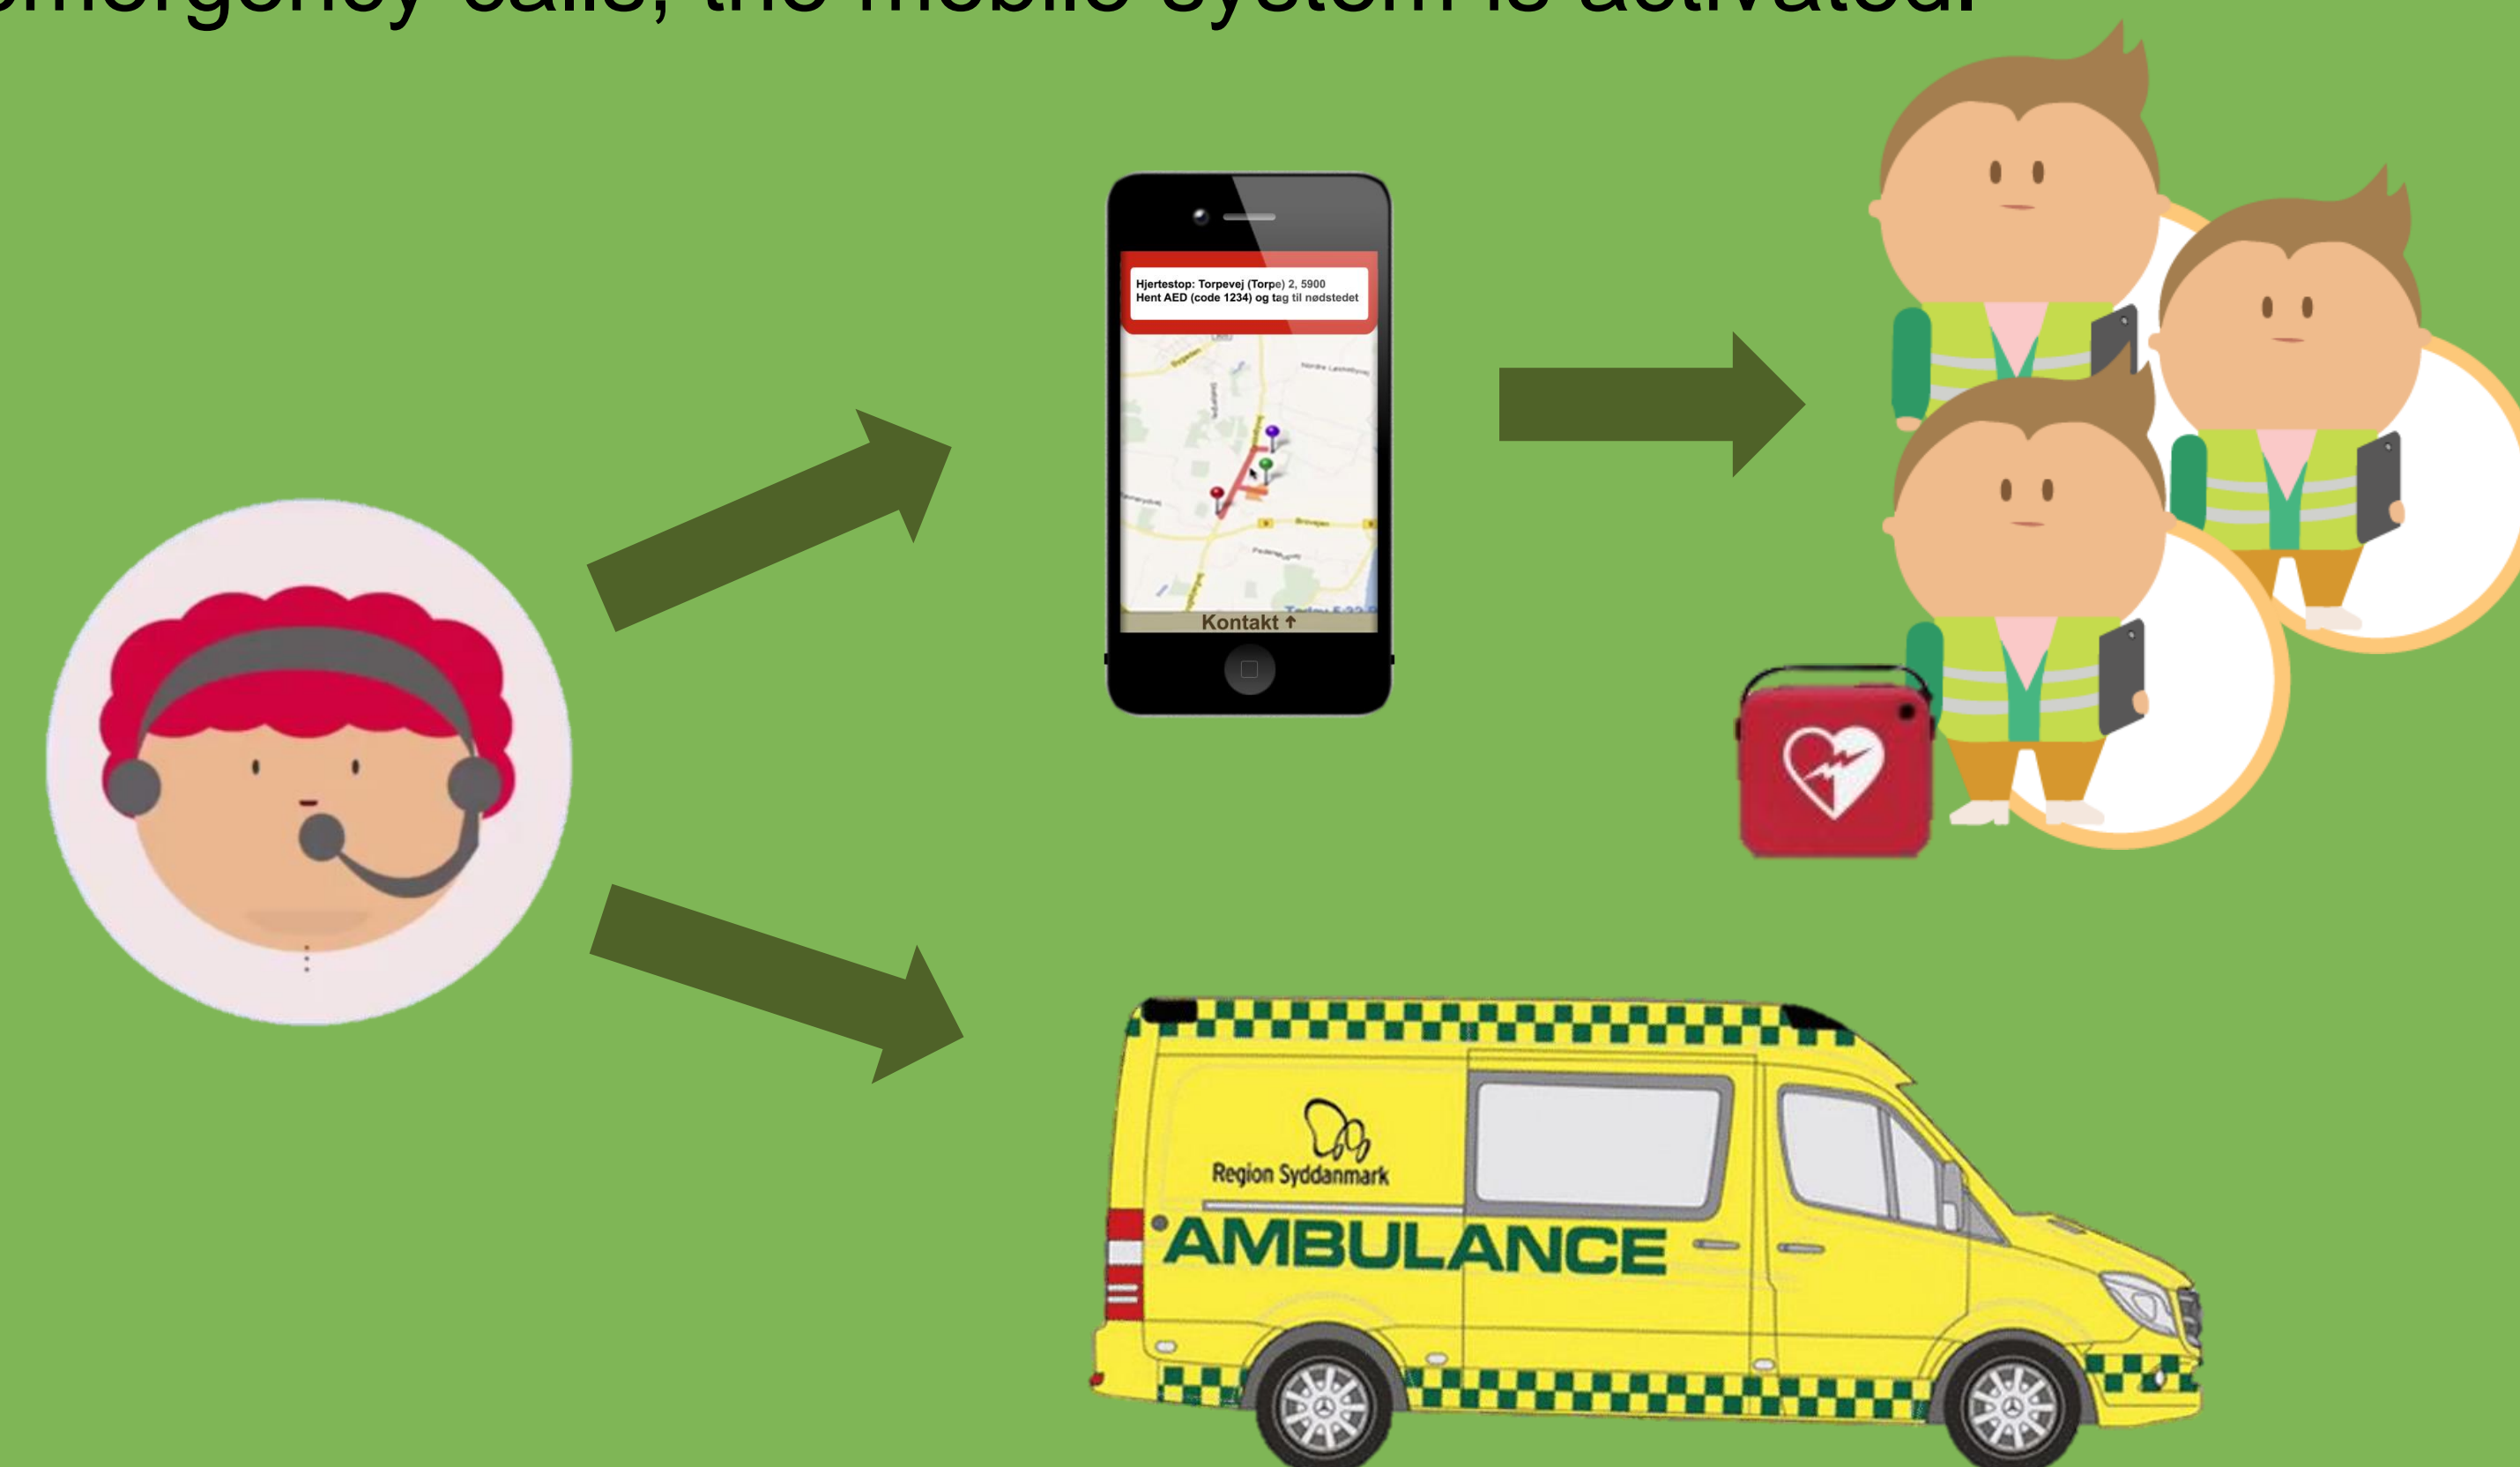 emergency calls, the mobile system is activated.
Hjertestop: Torpevej (Torpe) 2, 5900
Hent AED (code 1234) og tag til nødstedet
Brovejen
Kontakt ↑
Region Syddanmark
AMBULANCE